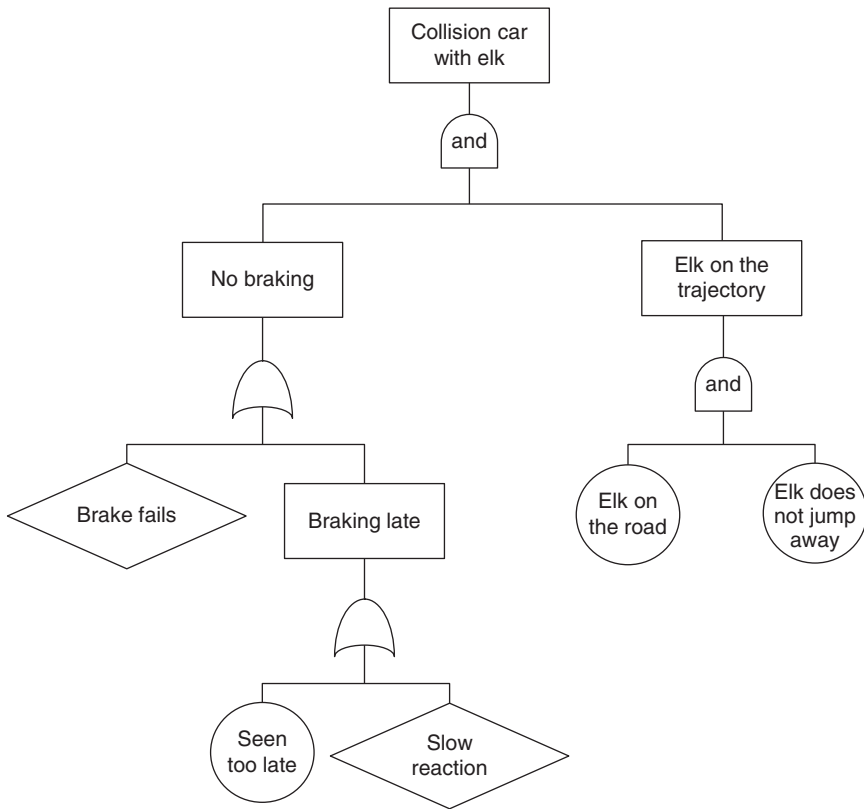 Collision car
with elk
and
No braking
Elk on the
trajectory
and
Brake fails
Braking late
Elk on
the road
Elk does
not jump
away
Seen
too late
Slow
reaction